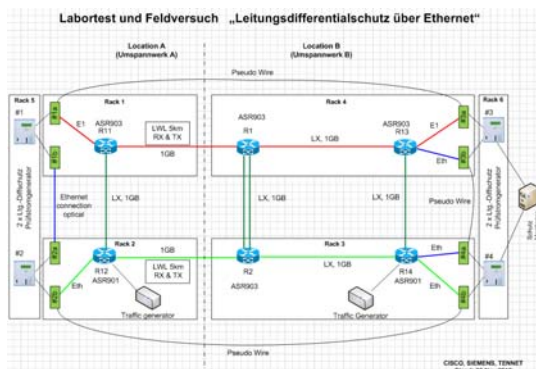 Labortest und Feldversuch „Leitungsdifferentialschutz über Ethernet“
Location A
(Umspannwerk A)
Location B
(Umspannwerk B)
Pseudo Wire
Rack 5
Rack 1
Rack 4
Rack 6
#1
#3
E1
ASR903
R11
LWL 5km
RX & TX
1GB
ASR903
R1
LX, 1GB
ASR903
R13
E1
Eth
2 x Ltg.-Diffschutz
Prüfstromgenerator
Ethernet
connection
optical
LX, 1GB
LX, 1GB
Pseudo Wire
2 x Ltg.-Diffschutz
Prüfstromgenerator
Rack 2
Rack 3
#2
#4
1GB
LWL 5km
RX & TX
R12
ASR901
Eth
R2
ASR903
LX, 1GB
R14
ASR901
Eth
Eth
Traffic generator
Traffic Generator
Pseudo Wire
CISCO, SIEMENS, TENNET